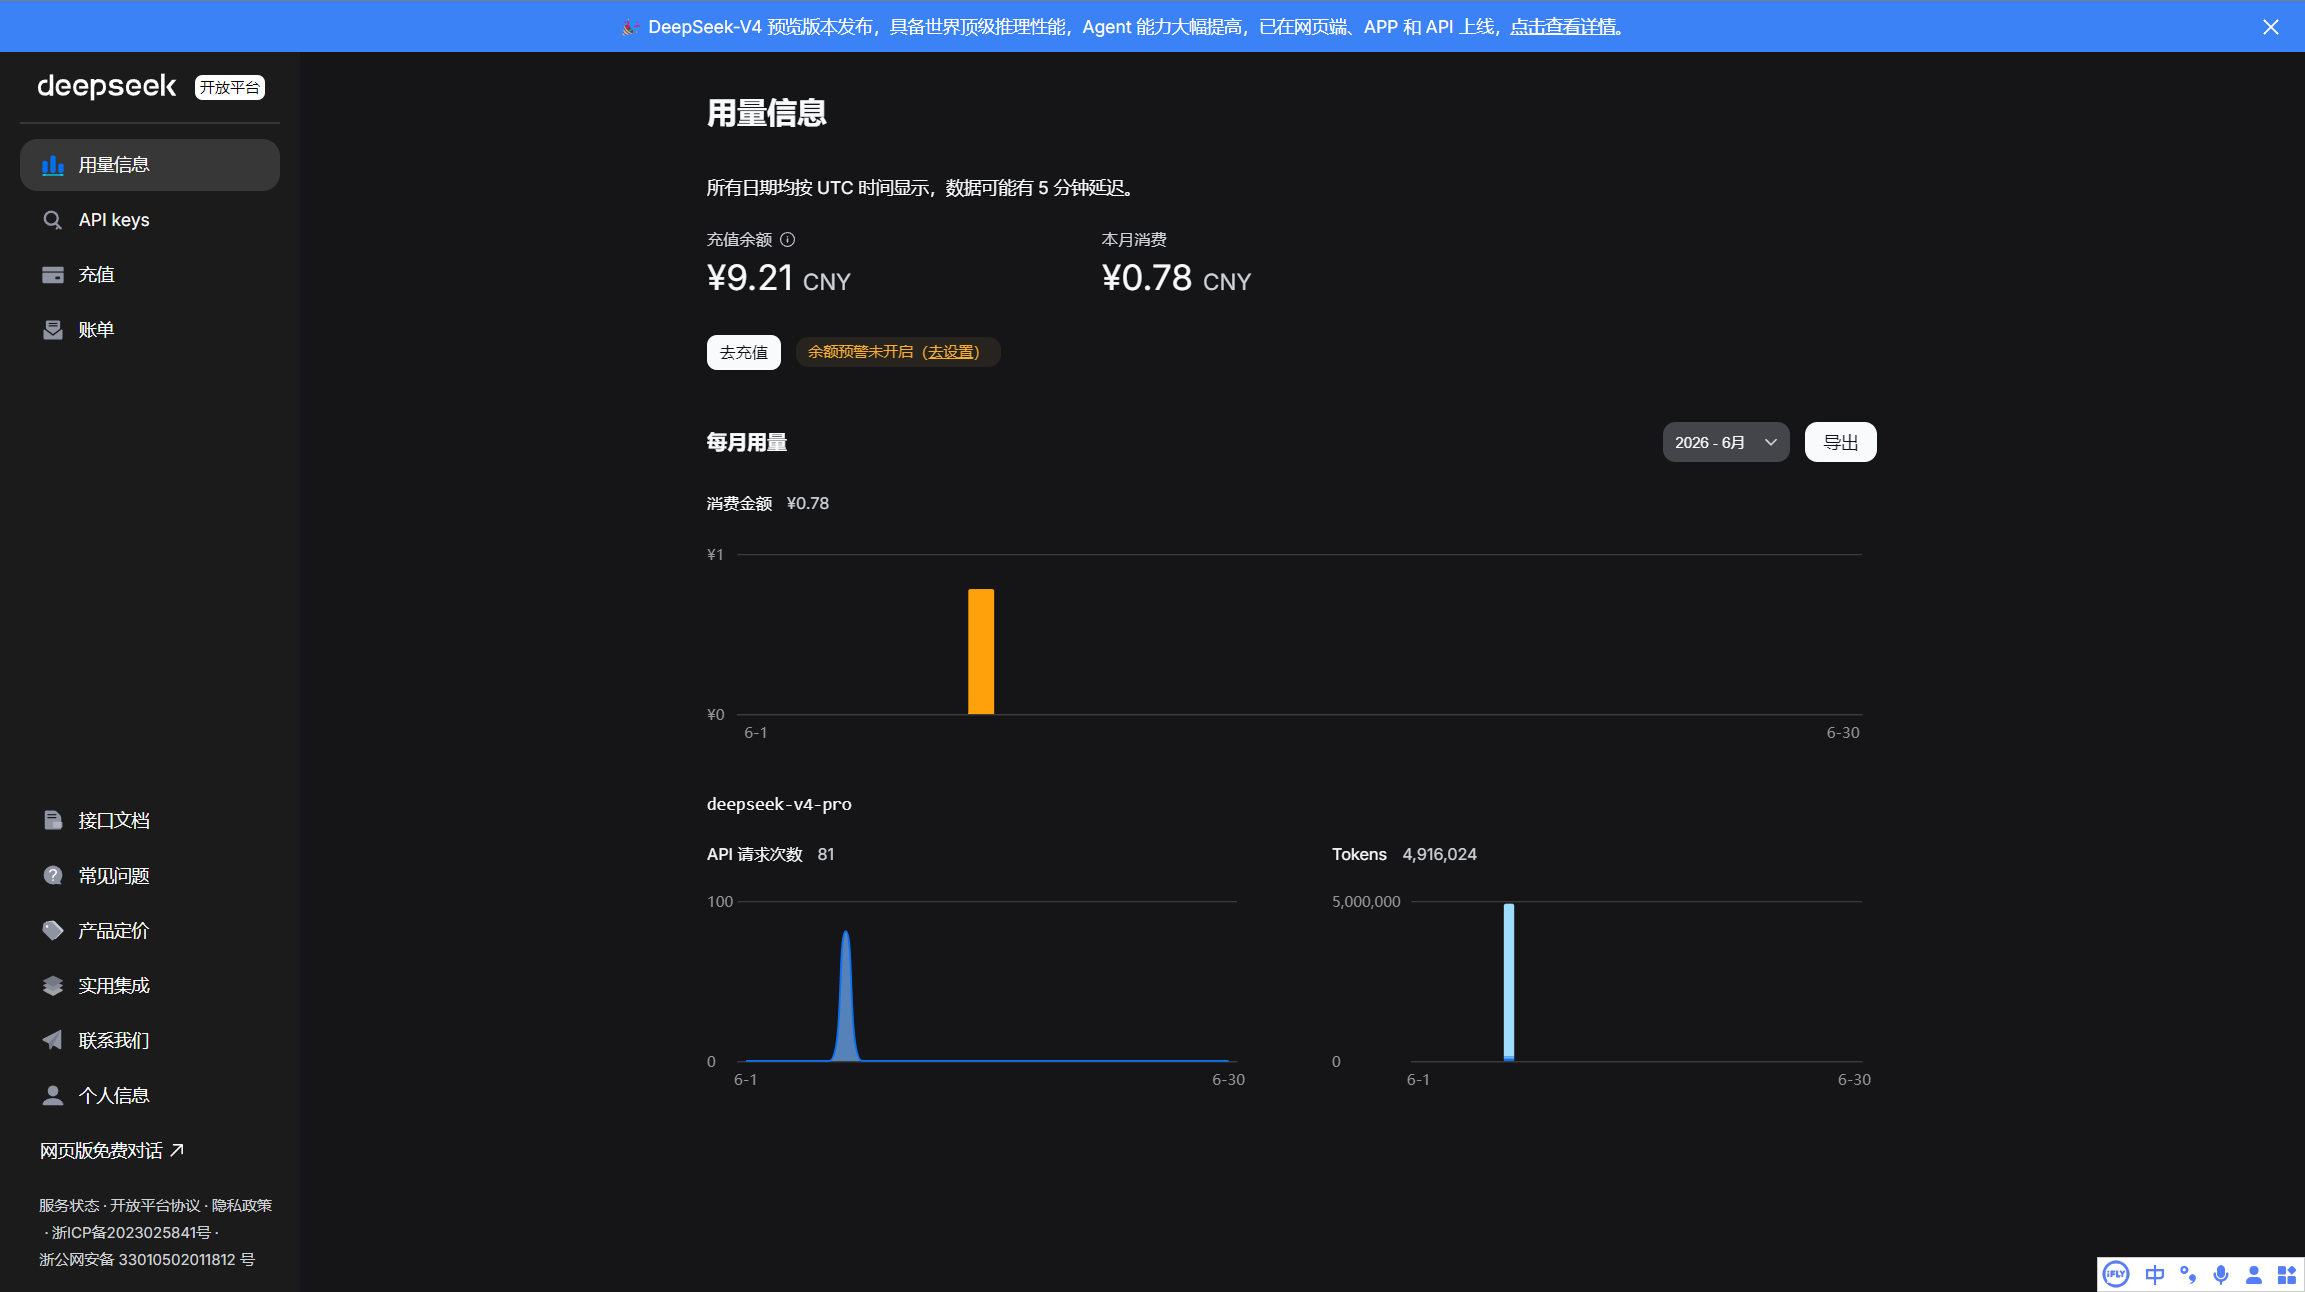 DeepSeek-V4 预览版本发布，具备世界顶级推理性能，Agent 能力大幅提高，已在网页端、APP 和 API 上线，点击查看详情。
deepseek 开放平台
用量信息
API keys
充值
账单
接口文档
常见问题
产品定价
实用集成
联系我们
个人信息
网页版免费对话
服务状态 · 开放平台协议 · 隐私政策
· 浙ICP备2023025841号 ·
浙公网安备 33010502011812 号
用量信息
所有日期均按 UTC 时间显示，数据可能有 5 分钟延迟。
充值余额
¥9.21 CNY
本月消费
¥0.78 CNY
去充值
余额预警未开启（去设置）
每月用量
2026 - 6月
导出
消费金额 ¥0.78
¥1
¥0
6-1
6-30
deepseek-v4-pro
API 请求次数 81
100
0
6-1
6-30
Tokens 4,916,024
5,000,000
0
6-1
6-30
iFLY 中